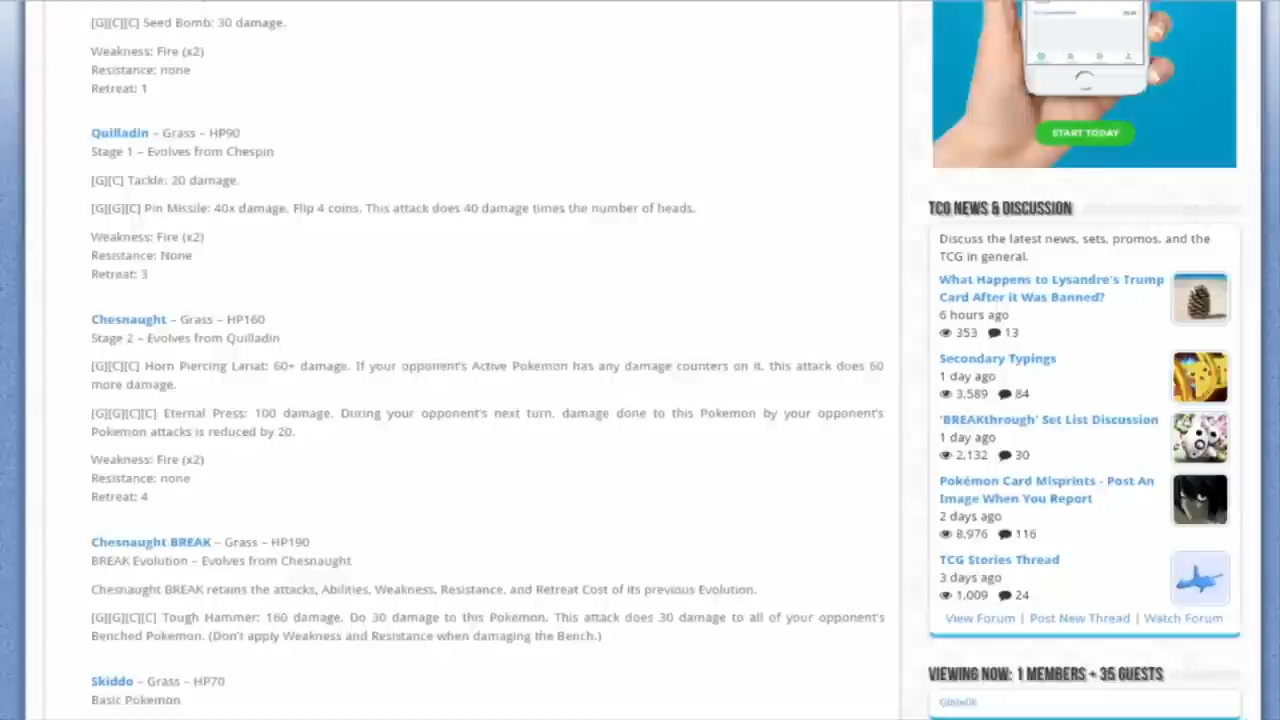 [G][C][C] Seed Bomb: 30 damage.
Weakness: Fire (x2)
Resistance: none
Retreat: 1
Quilladin – Grass – HP90
Stage 1 – Evolves from Chespin
[G][C] Tackle: 20 damage.
[G][G][C] Pin Missile: 40x damage. Flip 4 coins. This attack does 40 damage times the number of heads.
Weakness: Fire (x2)
Resistance: None
Retreat: 3
Chesnaught – Grass – HP160
Stage 2 – Evolves from Quilladin
[G][C][C] Horn Piercing Lariat: 60+ damage. If your opponent's Active Pokemon has any damage counters on it, this attack does 60
more damage.
[G][G][C][C] Eternal Press: 100 damage. During your opponent's next turn, damage done to this Pokemon by your opponent's
Pokemon attacks is reduced by 20.
Weakness: Fire (x2)
Resistance: none
Retreat: 4
Chesnaught BREAK – Grass – HP190
BREAK Evolution – Evolves from Chesnaught
Chesnaught BREAK retains the attacks, Abilities, Weakness, Resistance, and Retreat Cost of its previous Evolution.
[G][G][C][C] Tough Hammer: 160 damage. Do 30 damage to this Pokemon. This attack does 30 damage to all of your opponent's
Benched Pokemon. (Don't apply Weakness and Resistance when damaging the Bench.)
Skiddo – Grass – HP70
Basic Pokemon
START TODAY
TCG NEWS & DISCUSSION
Discuss the latest news, sets, promos, and the
TCG in general.
What Happens to Lysandre's Trump
Card After it Was Banned?
6 hours ago
353 13
Secondary Typings
1 day ago
3,589 84
'BREAKthrough' Set List Discussion
1 day ago
2,132 30
Pokémon Card Misprints - Post An
Image When You Report
2 days ago
8,976 116
TCG Stories Thread
3 days ago
1,009 24
View Forum | Post New Thread | Watch Forum
VIEWING NOW: 1 MEMBERS + 35 GUESTS